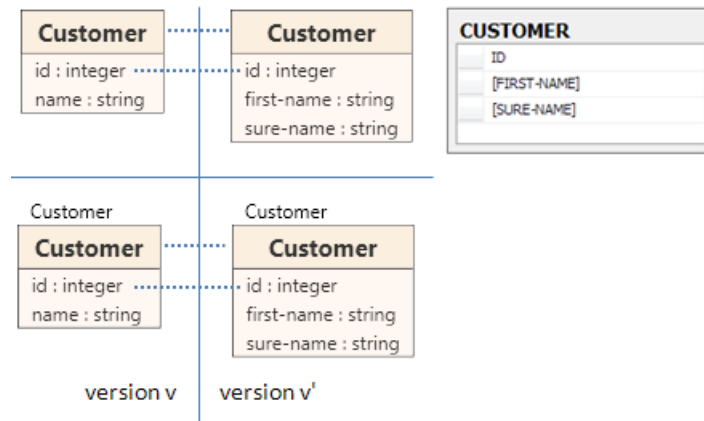 Customer
id : integer
name : string
Customer
id : integer
first-name : string
sure-name : string
CUSTOMER
ID
[FIRST-NAME]
[SURE-NAME]
Customer
Customer
id : integer
name : string
Customer
Customer
id : integer
first-name : string
sure-name : string
version v
version v'